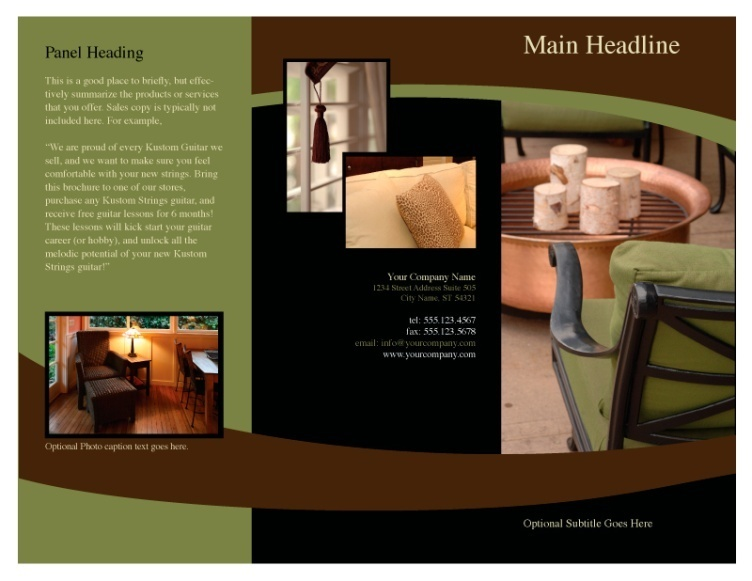 Panel Heading
This is a good place to briefly, but effec-
tively summarize the products or services
that you offer. Sales copy is typically not
included here. For example,
“We are proud of every Kustom Guitar we
sell, and we want to make sure you feel
comfortable with your new strings. Bring
this brochure to one of our stores,
purchase any Kustom Strings guitar, and
receive free guitar lessons for 6 months!
These lessons will kick start your guitar
career (or hobby), and unlock all the
melodic potential of your new Kustom
Strings guitar!”
Optional Photo caption text goes here.
Your Company Name
1234 Street Address Suite 505
City Name, ST 54321
tel: 555.123.4567
fax: 555.123.5678
email: info@yourcompany.com
www.yourcompany.com
Main Headline
Optional Subtitle Goes Here